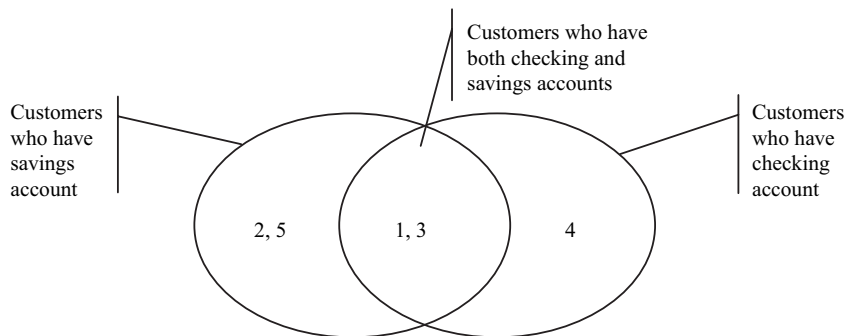 Customers who have
both checking and
savings accounts
Customers
who have
savings
account
Customers
who have
checking
account
2, 5
1, 3
4